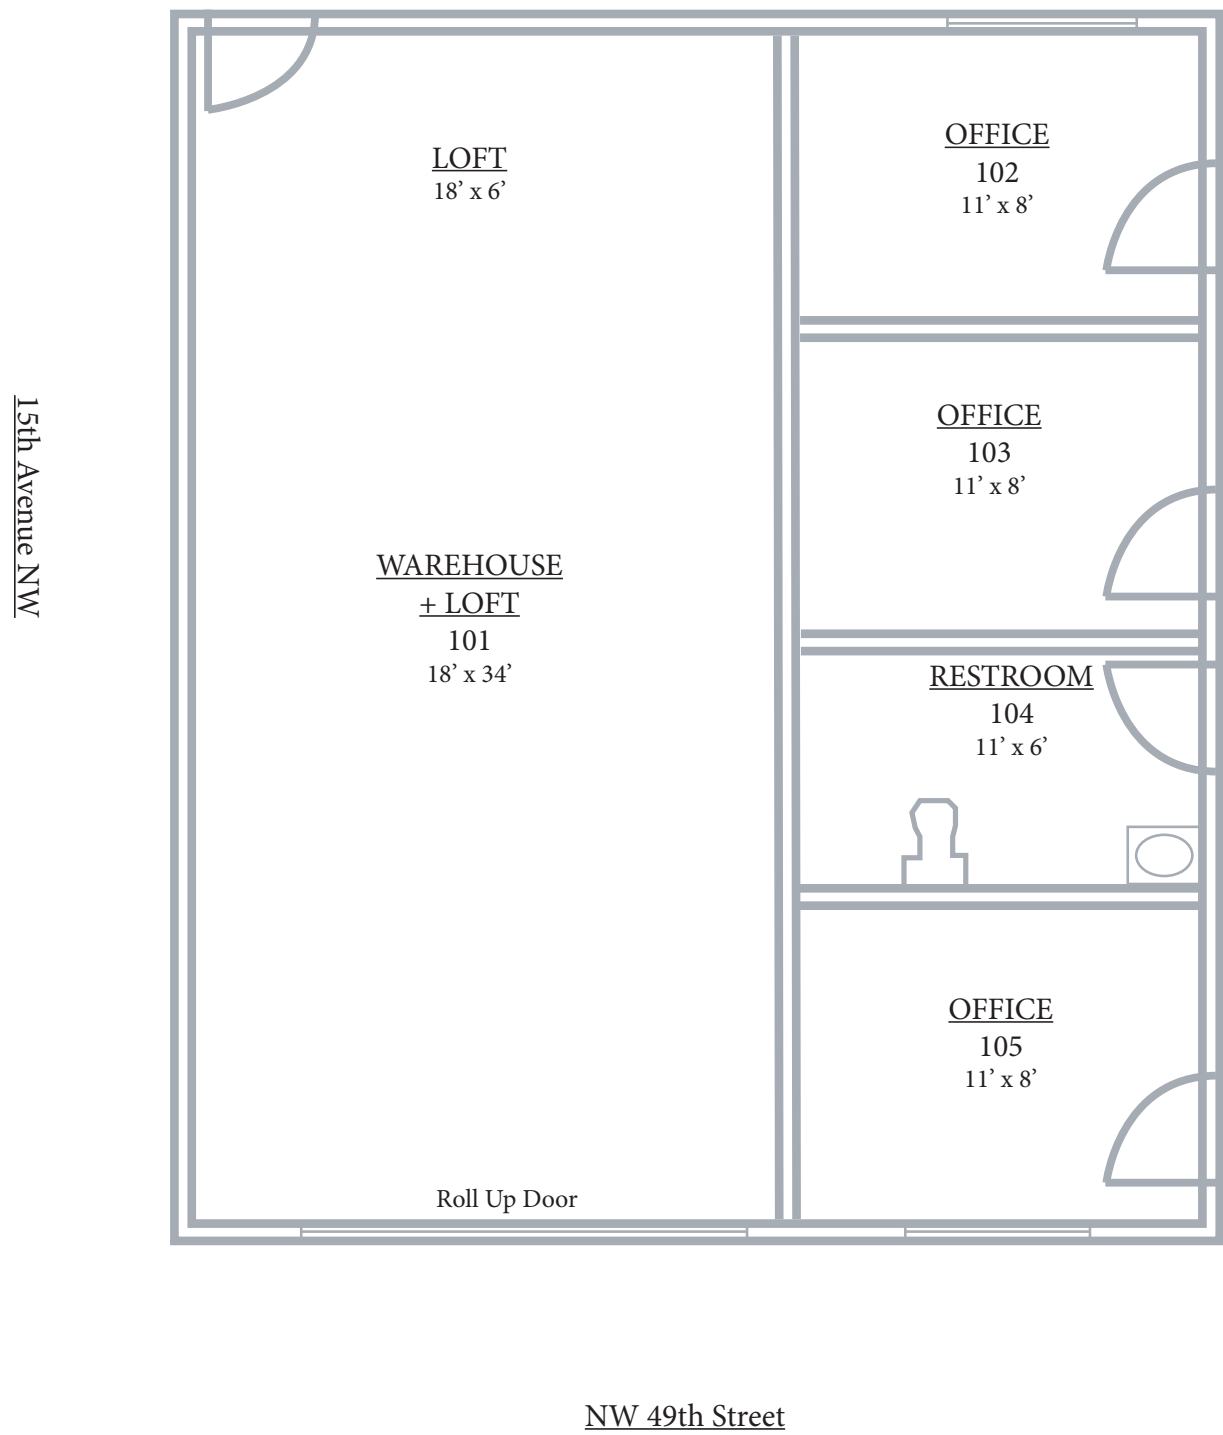 LOFT
18’ x 6’
OFFICE
102
11’ x 8’
OFFICE
103
11’ x 8’
15th Avenue NW
WAREHOUSE
+ LOFT
101
18’ x 34’
RESTROOM
104
11’ x 6’
OFFICE
105
11’ x 8’
Roll Up Door
NW 49th Street